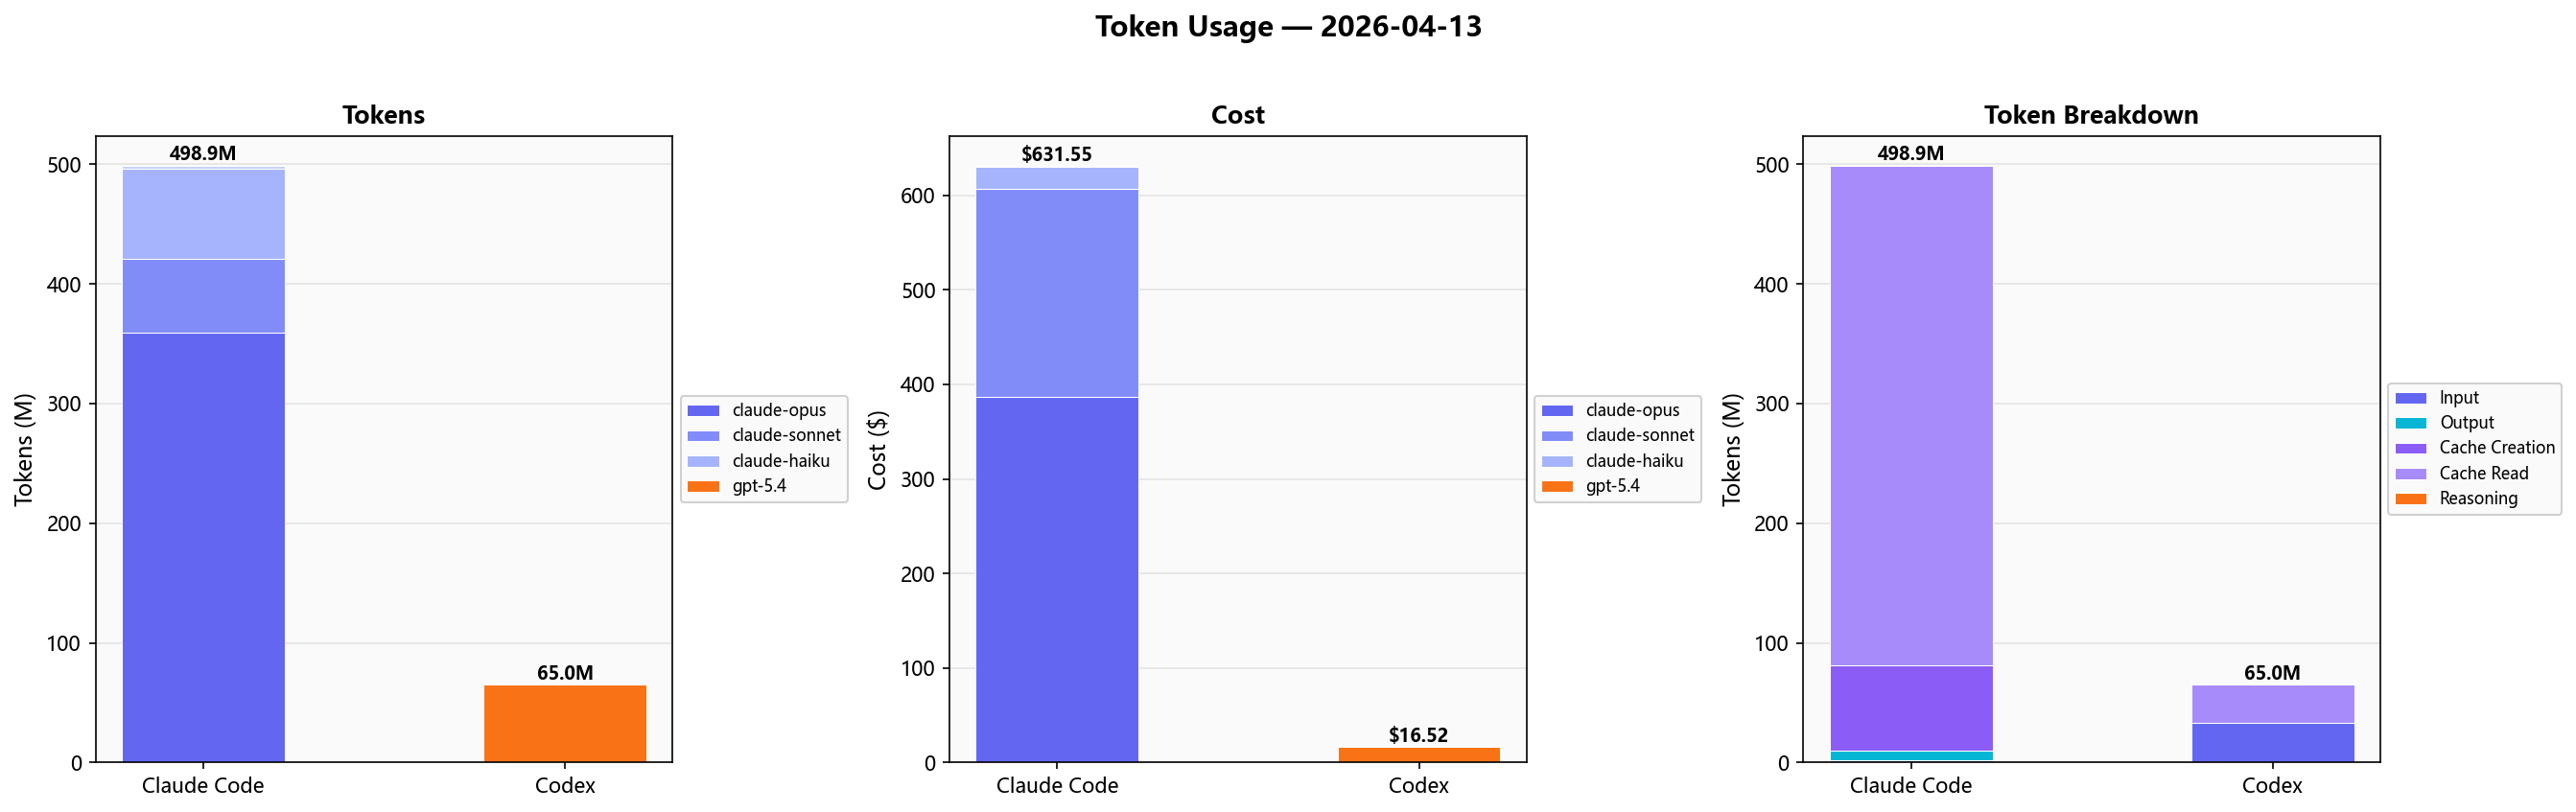 Token Usage — 2026-04-13
Tokens
Tokens (M)
500
400
300
200
100
0
498.9M
65.0M
Claude Code
Codex
claude-opus
claude-sonnet
claude-haiku
gpt-5.4
Cost
Cost ($)
600
500
400
300
200
100
0
$631.55
$16.52
Claude Code
Codex
claude-opus
claude-sonnet
claude-haiku
gpt-5.4
Token Breakdown
Tokens (M)
500
400
300
200
100
0
498.9M
65.0M
Claude Code
Codex
Input
Output
Cache Creation
Cache Read
Reasoning